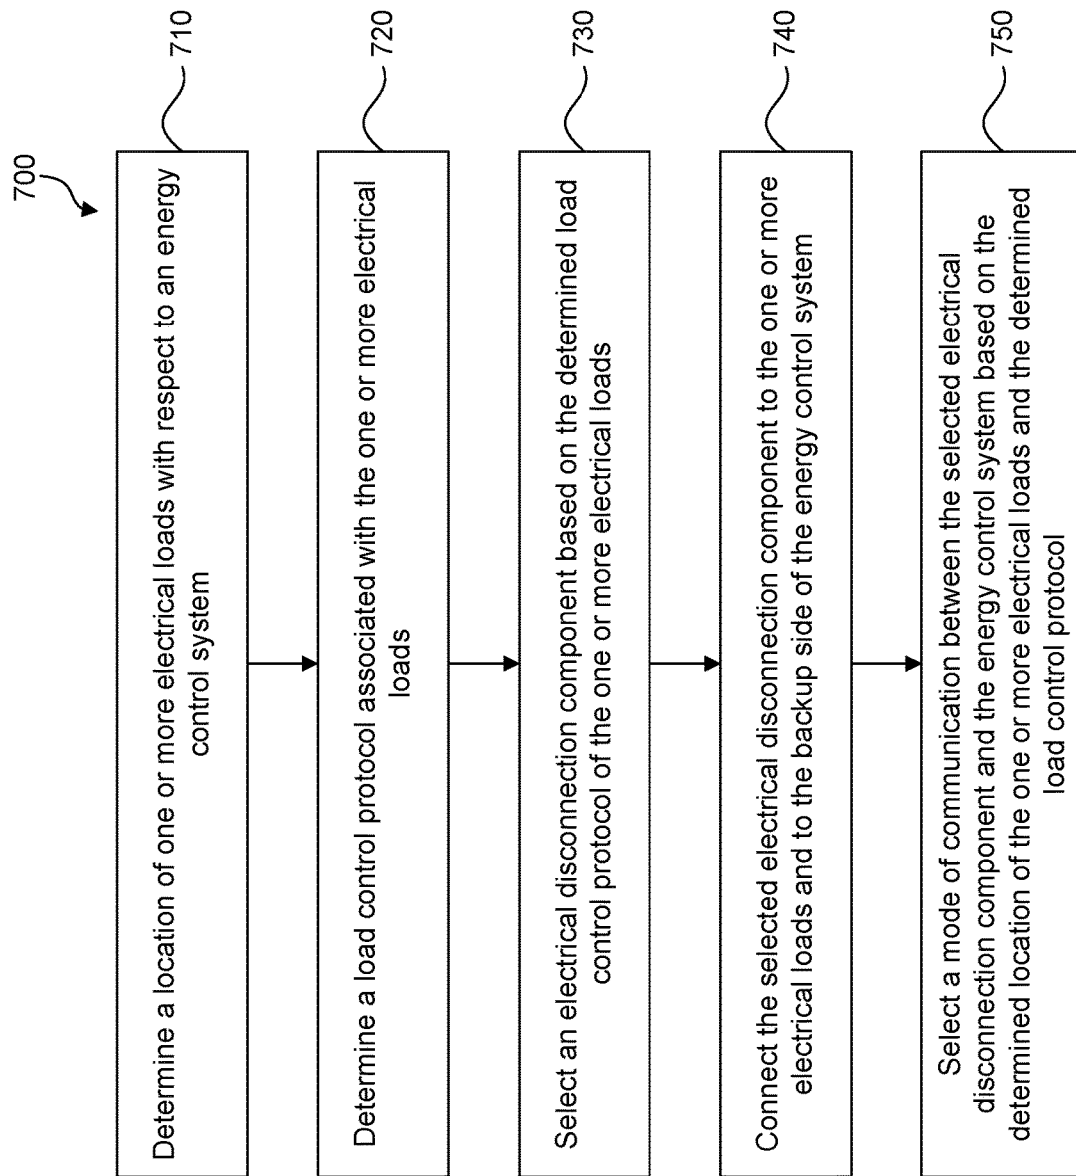 700
Determine a location of one or more electrical loads with respect to an energy
control system
710
Determine a load control protocol associated with the one or more electrical
loads
720
Select an electrical disconnection component based on the determined load
control protocol of the one or more electrical loads
730
Connect the selected electrical disconnection component to the one or more
electrical loads and to the backup side of the energy control system
740
Select a mode of communication between the selected electrical
disconnection component and the energy control system based on the
determined location of the one or more electrical loads and the determined
load control protocol
750